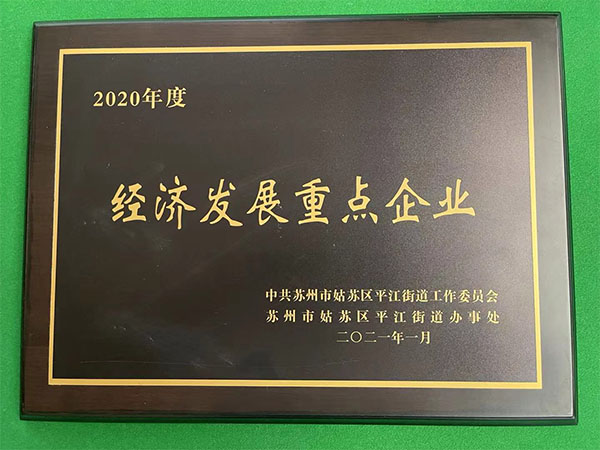 2020年度
经济发展重点企业
中共苏州市姑苏区平江街道工作委员会
苏州市姑苏区平江街道办事处
二〇二一年一月